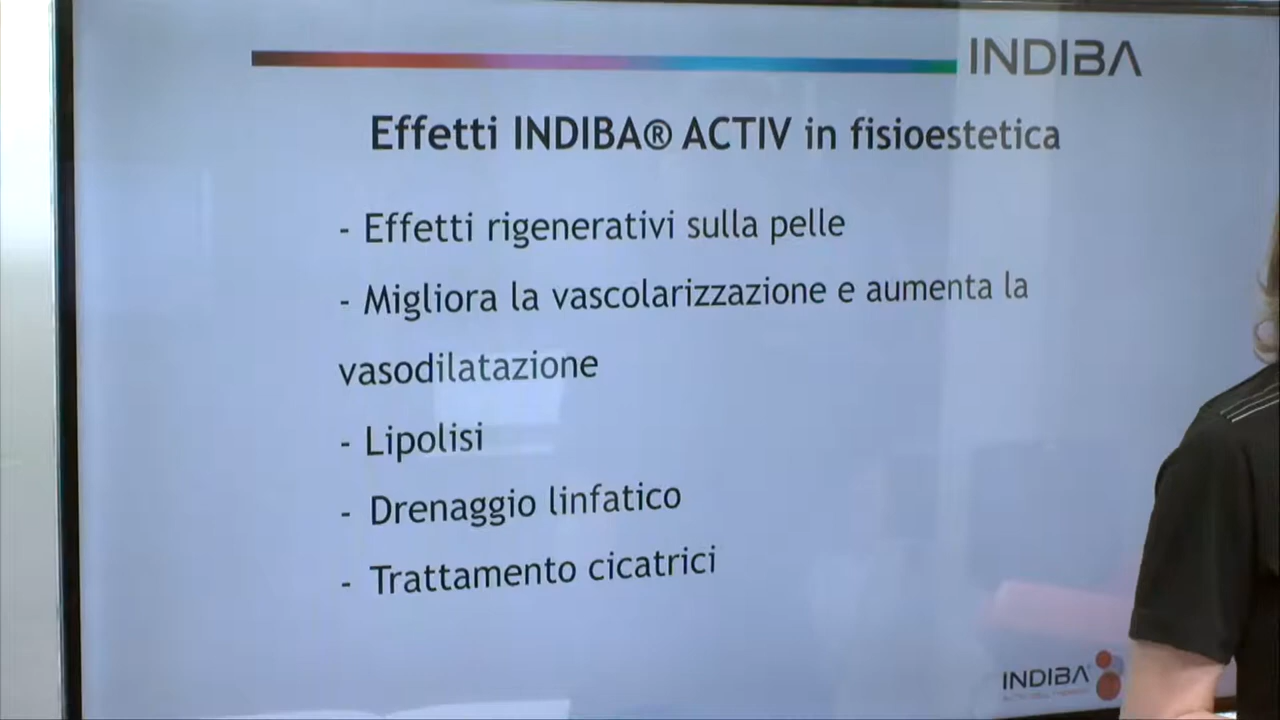 INDIBA
Effetti INDIBA® ACTIV in fisioestetica
- Effetti rigenerativi sulla pelle
- Migliora la vascolarizzazione e aumenta la
vasodilatazione
- Lipolisi
- Drenaggio linfatico
- Trattamento cicatrici
INDIBA